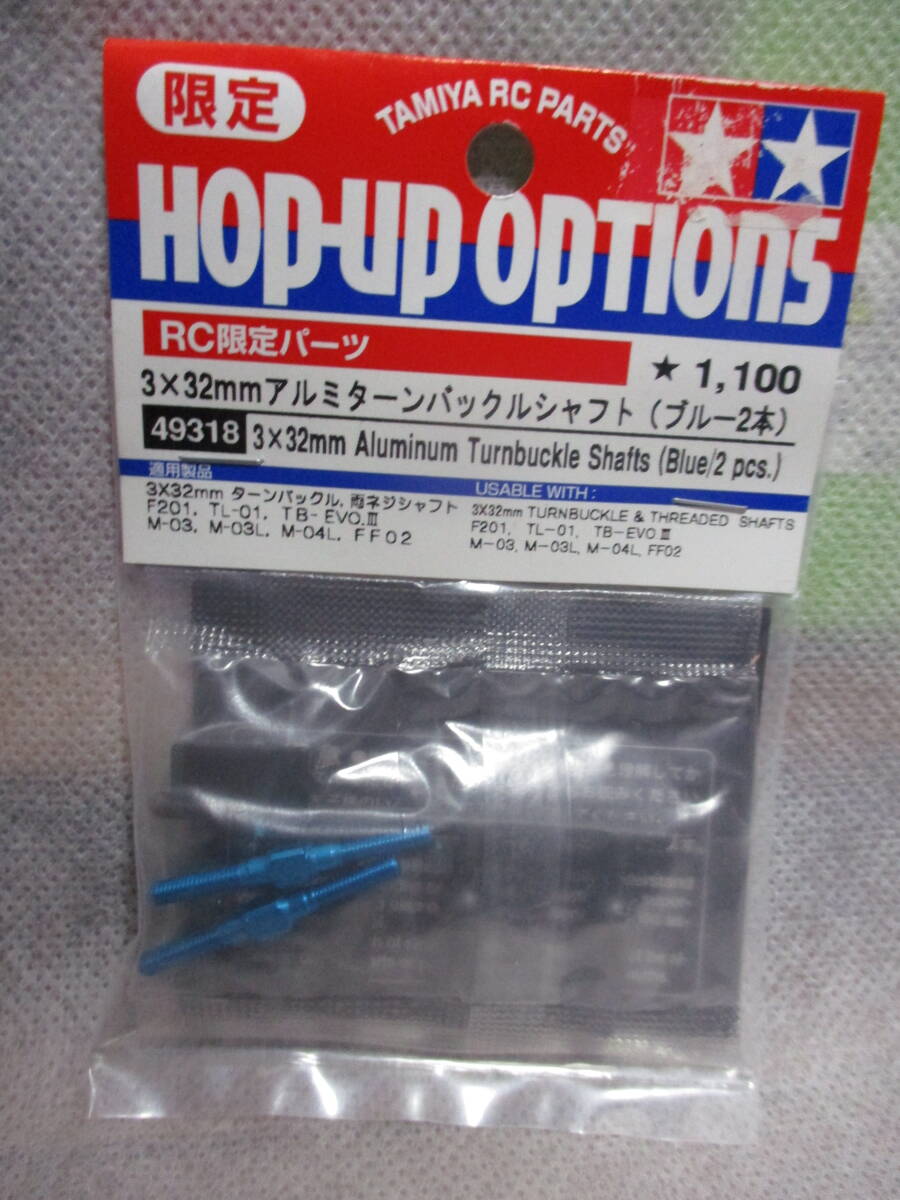 限定
TAMIYA RC PARTS
HOP-UP OPTIONS
RC限定パーツ
★ 1,100
3×32mmアルミターンバックルシャフト（ブルー2本）
49318 3×32mm Aluminum Turnbuckle Shafts (Blue/2 pcs.)
適用製品
3X32mm ターンバックル, 両ネジシャフト
F201, TL-01, TB-EVO.Ⅲ
M-03, M-03L, M-04L, FF02
USABLE WITH:
3X32mm TURNBUCKLE & THREADED SHAFTS
F201, TL-01, TB-EVO Ⅲ
M-03, M-03L, M-04L, FF02